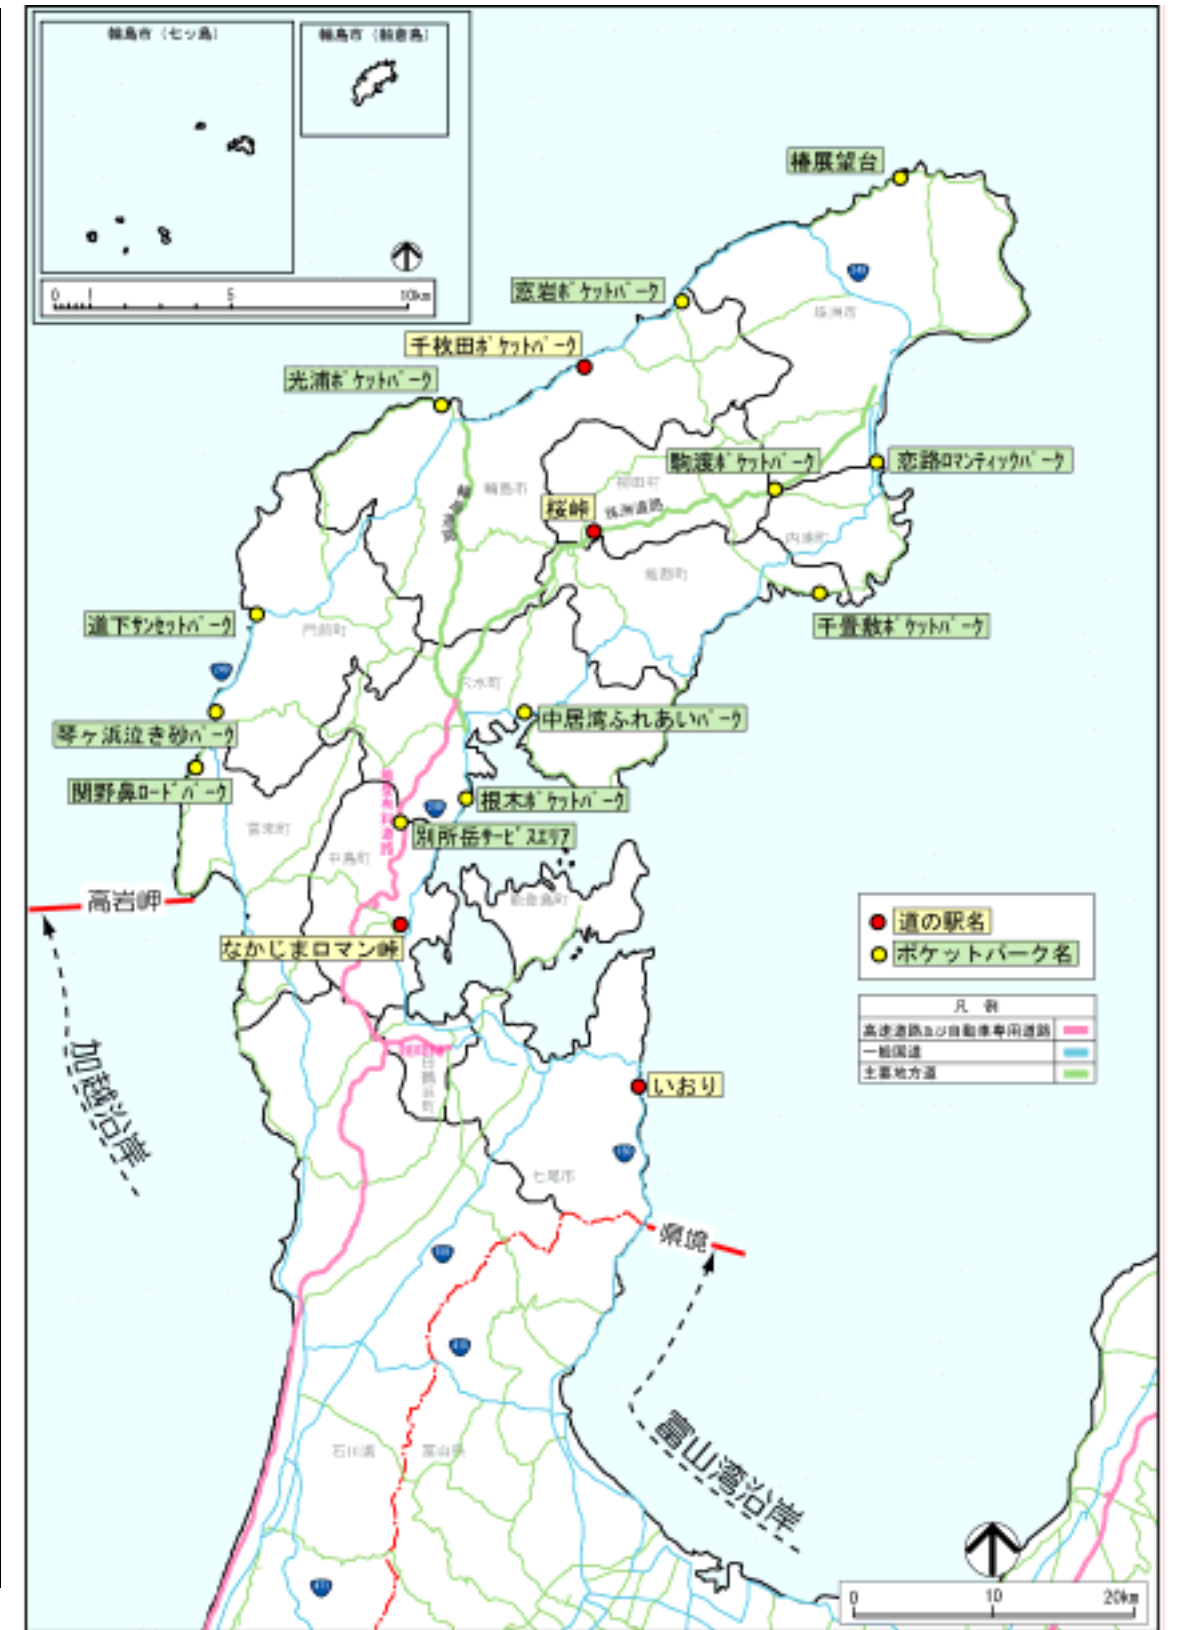 輪島市（七ッ島）
輪島市（舳倉島）
0 1 5 10km
椿展望台
窓岩ﾎﾟｹｯﾄﾊﾟｰｸ
千枚田ﾎﾟｹｯﾄﾊﾟｰｸ
光浦ﾎﾟｹｯﾄﾊﾟｰｸ
珠洲市
駒渡ﾎﾟｹｯﾄﾊﾟｰｸ
恋路ﾛﾏﾝﾃｨｯｸﾊﾟｰｸ
輪島市
柳田村
桜峠
珠洲道路
内浦町
能都町
千畳敷ﾎﾟｹｯﾄﾊﾟｰｸ
道下ｻﾝｾｯﾄﾊﾟｰｸ
門前町
249
穴水町
中居湾ふれあいﾊﾟｰｸ
琴ヶ浜泣き砂ﾊﾟｰｸ
関野鼻ﾛｰﾄﾞﾊﾟｰｸ
根木ﾎﾟｹｯﾄﾊﾟｰｸ
別所岳ｻｰﾋﾞｽｴﾘｱ
富来町
中島町
能登島町
高岩岬
なかじまロマン峠
道の駅名
ポケットパーク名
凡 例
高速道路及び自動車専用道路
一般国道
主要地方道
加越沿岸
いおり
160
七尾市
県境
富山湾沿岸
石川県
富山県
0 10 20km